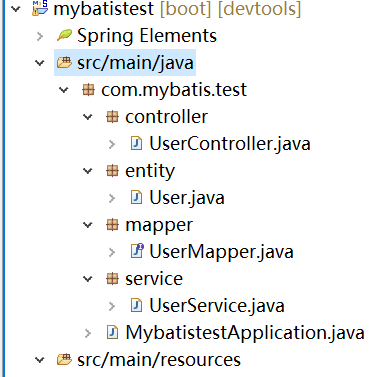 mybatistest [boot] [devtools]
Spring Elements
src/main/java
com.mybatis.test
controller
UserController.java
entity
User.java
mapper
UserMapper.java
service
UserService.java
MybatistestApplication.java
src/main/resources